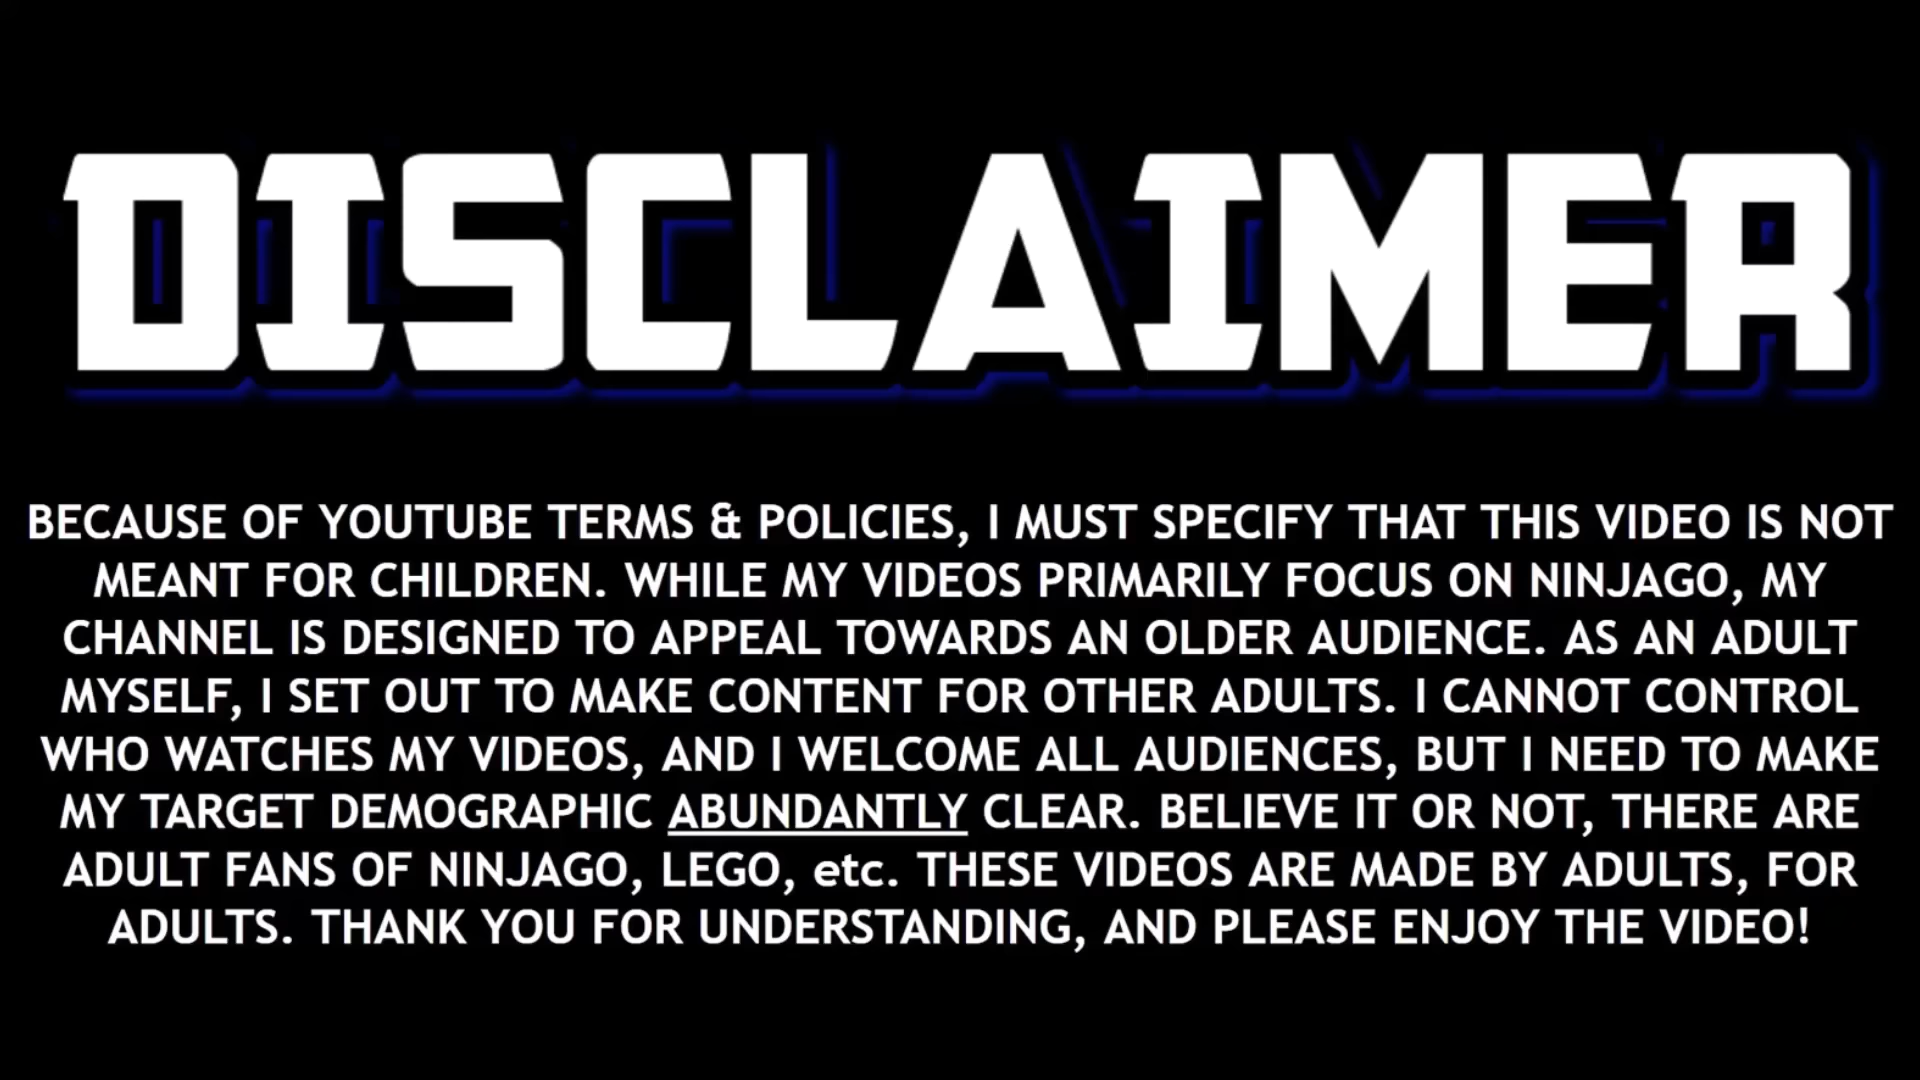 DISCLAIMER
BECAUSE OF YOUTUBE TERMS & POLICIES, I MUST SPECIFY THAT THIS VIDEO IS NOT
MEANT FOR CHILDREN. WHILE MY VIDEOS PRIMARILY FOCUS ON NINJAGO, MY
CHANNEL IS DESIGNED TO APPEAL TOWARDS AN OLDER AUDIENCE. AS AN ADULT
MYSELF, I SET OUT TO MAKE CONTENT FOR OTHER ADULTS. I CANNOT CONTROL
WHO WATCHES MY VIDEOS, AND I WELCOME ALL AUDIENCES, BUT I NEED TO MAKE
MY TARGET DEMOGRAPHIC ABUNDANTLY CLEAR. BELIEVE IT OR NOT, THERE ARE
ADULT FANS OF NINJAGO, LEGO, etc. THESE VIDEOS ARE MADE BY ADULTS, FOR
ADULTS. THANK YOU FOR UNDERSTANDING, AND PLEASE ENJOY THE VIDEO!